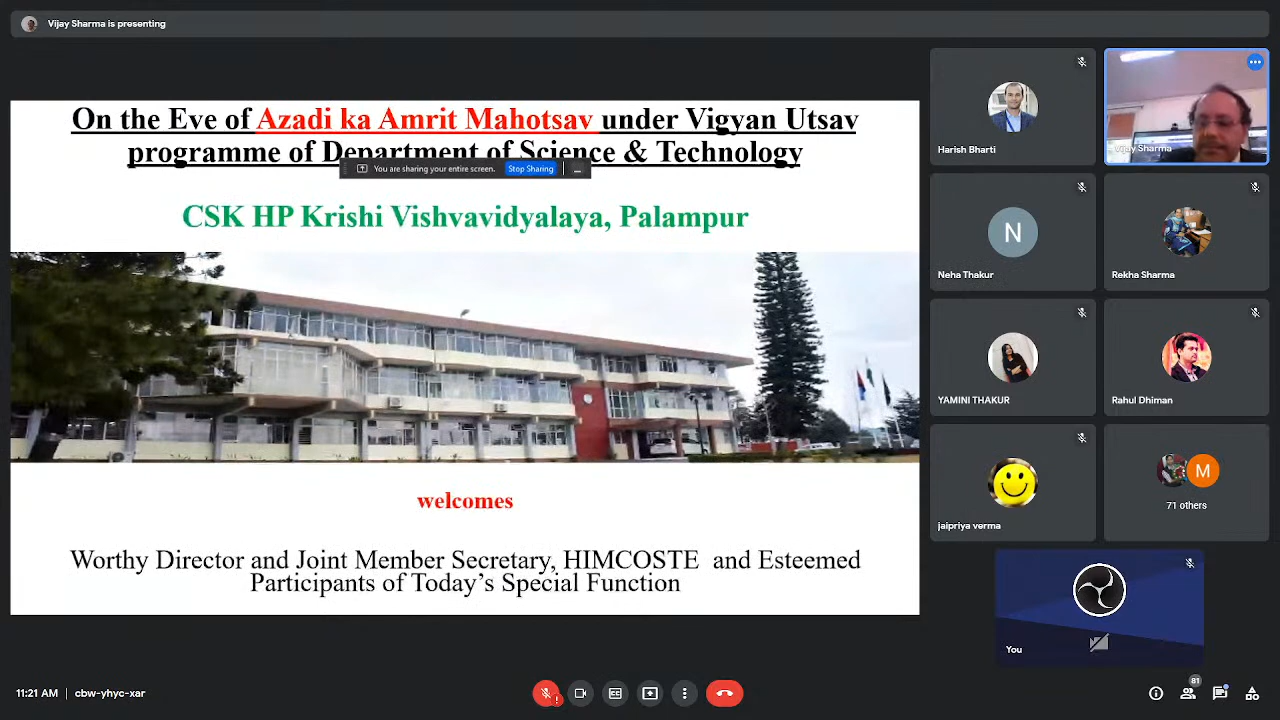 Vijay Sharma is presenting
On the Eve of Azadi ka Amrit Mahotsav under Vigyan Utsav
programme of Department of Science & Technology
You are sharing your entire screen. Stop Sharing
CSK HP Krishi Vishvavidyalaya, Palampur
welcomes
Worthy Director and Joint Member Secretary, HIMCOSTE and Esteemed
Participants of Today's Special Function
Harish Bharti
Vijay Sharma
N
Neha Thakur
Rekha Sharma
YAMINI THAKUR
Rahul Dhiman
jaipriya verma
M
71 others
You
11:21 AM | cbw-yhyc-xar
81